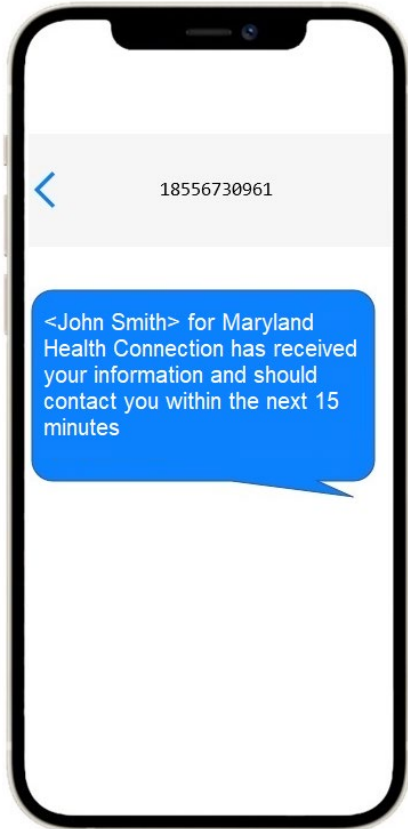 18556730961
<John Smith> for Maryland
Health Connection has received
your information and should
contact you within the next 15
minutes